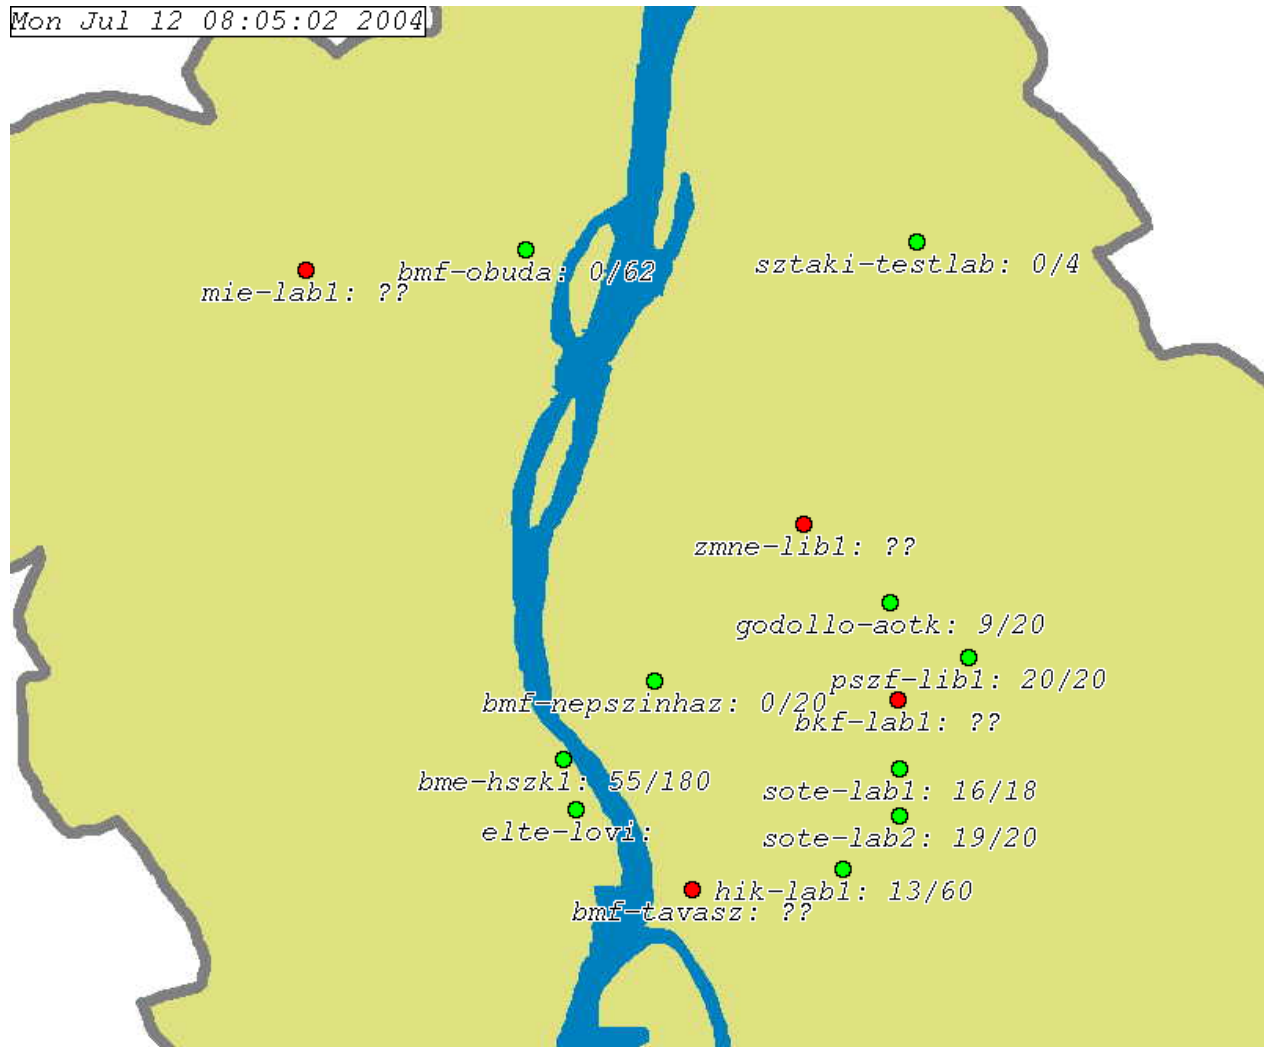 Mon Jul 12 08:05:02 2004
sztaki-testlab: 0/4
bmf-obuda: 0/62
mie-lab1: ??
zmne-lib1: ??
godollo-aotk: 9/20
pszf-lib1: 20/20
bmf-nepszinhaz: 0/20
bkf-lab1: ??
bme-hszk1: 55/180
sote-lab1: 16/18
elte-lovi:
sote-lab2: 19/20
hik-lab1: 13/60
bmf-tavasz: ??